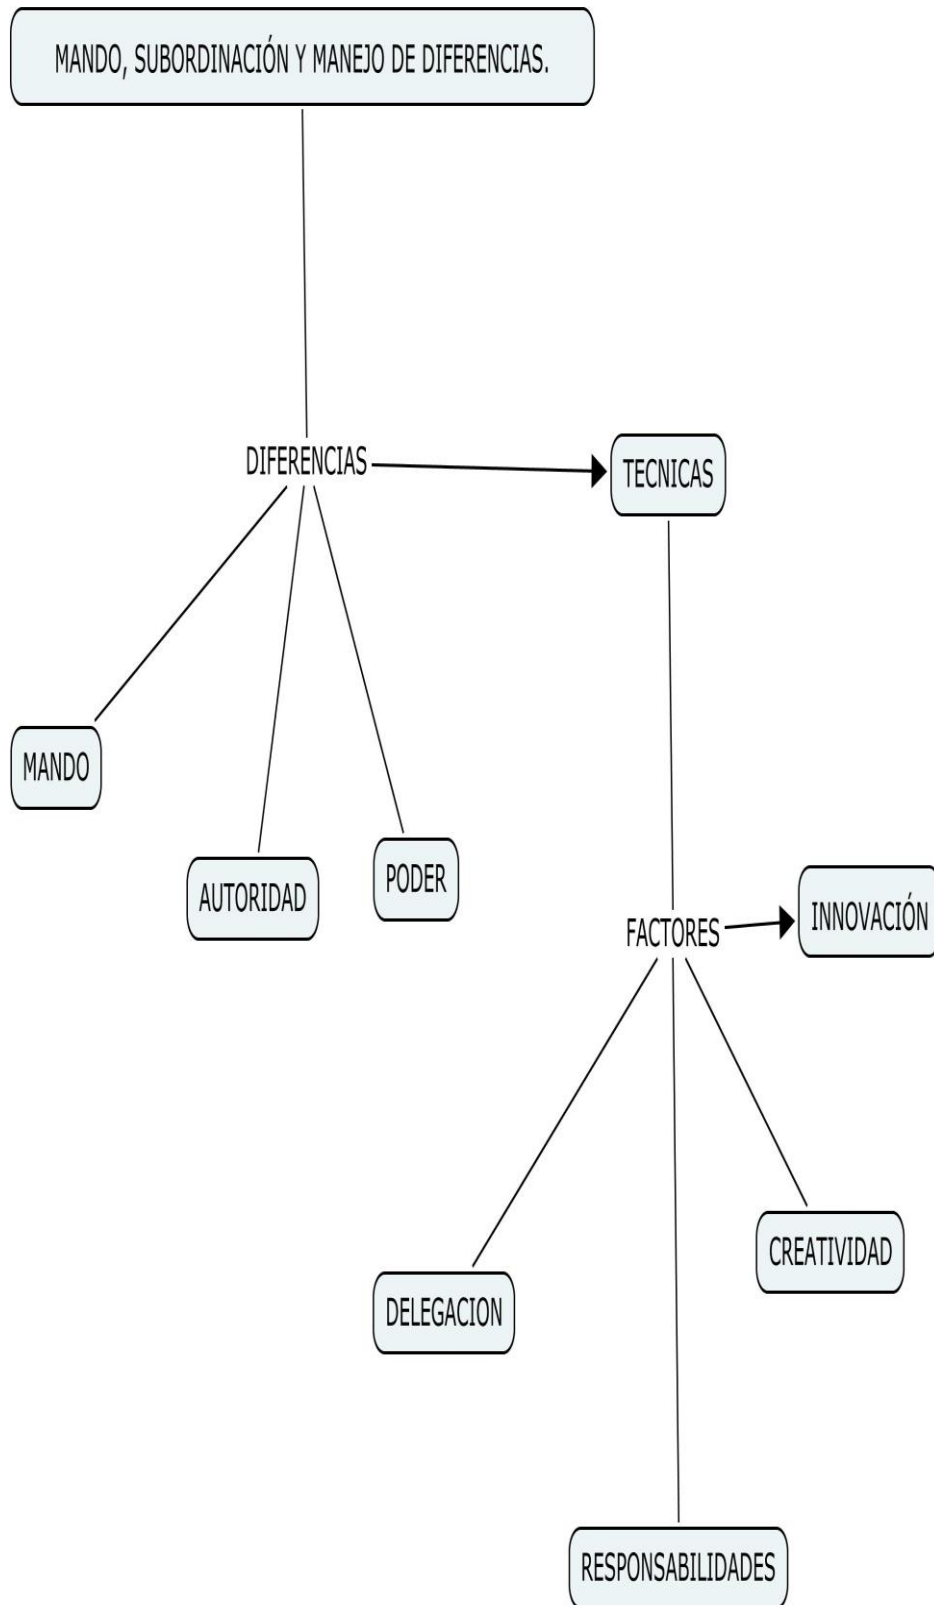 MANDO, SUBORDINACIÓN Y MANEJO DE DIFERENCIAS.
DIFERENCIAS
TECNICAS
MANDO
AUTORIDAD
PODER
FACTORES
INNOVACIÓN
DELEGACION
CREATIVIDAD
RESPONSABILIDADES